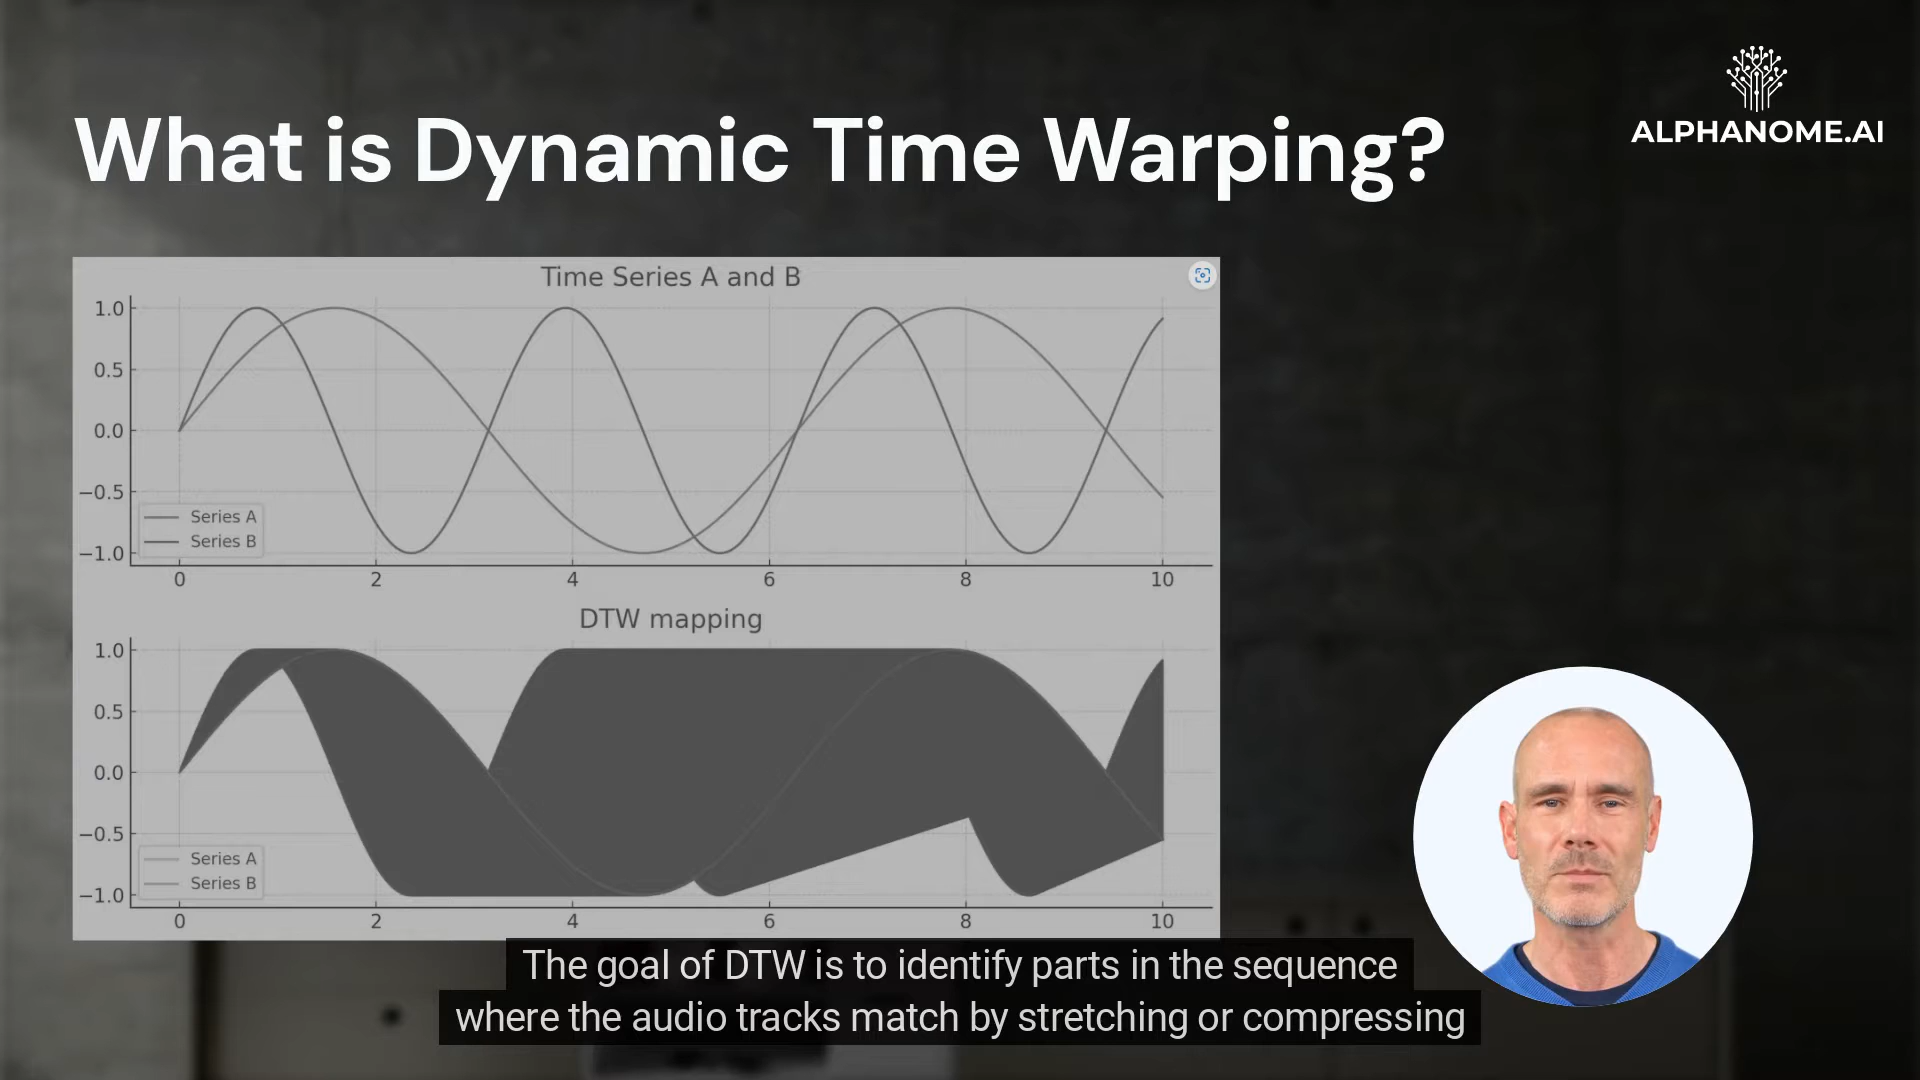 What is Dynamic Time Warping?
ALPHANOME.AI
Time Series A and B
1.0
0.5
0.0
−0.5
−1.0
Series A
Series B
0 2 4 6 8 10
DTW mapping
1.0
0.5
0.0
−0.5
−1.0
Series A
Series B
0 2 4 6 8 10
The goal of DTW is to identify parts in the sequence
where the audio tracks match by stretching or compressing